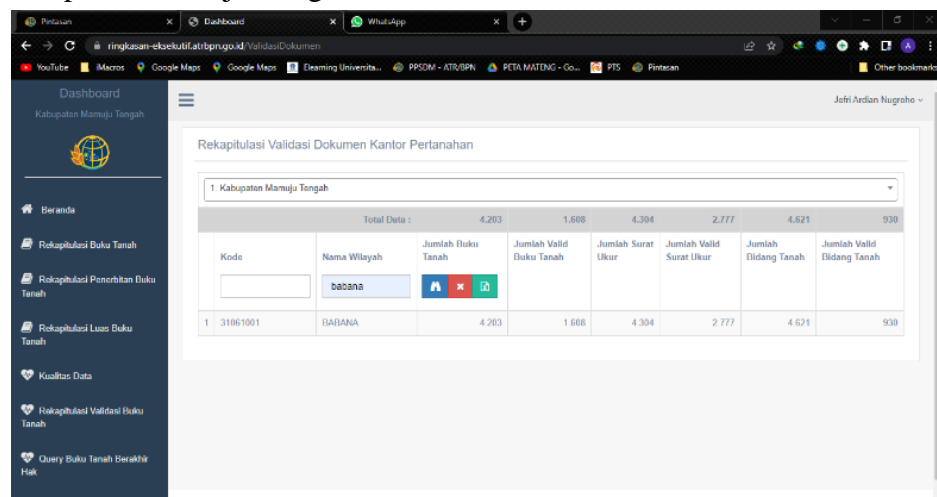 Pintasan
Dashboard
WhatsApp
ringkasan-eksekutif.atrbpn.go.id/ValidasiDokumen
YouTube iMacros Google Maps Google Maps Elearning Universita... PPSDM - ATR/BPN PETA MATENG - Go... PTS Pintasan Other bookmarks
Dashboard
Kabupaten Mamuju Tengah
Jefri Ardian Nugroho
Rekapitulasi Validasi Dokumen Kantor Pertanahan
1. Kabupaten Mamuju Tengah
Total Data : 4.203 1.608 4.304 2.777 4.621 930
Kode Nama Wilayah Jumlah Buku Tanah Jumlah Valid Buku Tanah Jumlah Surat Ukur Jumlah Valid Surat Ukur Jumlah Bidang Tanah Jumlah Valid Bidang Tanah
babana
1 31061001 BABANA 4.203 1.608 4.304 2.777 4.621 930
Beranda
Rekapitulasi Buku Tanah
Rekapitulasi Penerbitan Buku
Tanah
Rekapitulasi Luas Buku
Tanah
Kualitas Data
Rekapitulasi Validasi Buku
Tanah
Query Buku Tanah Berakhir
Hak